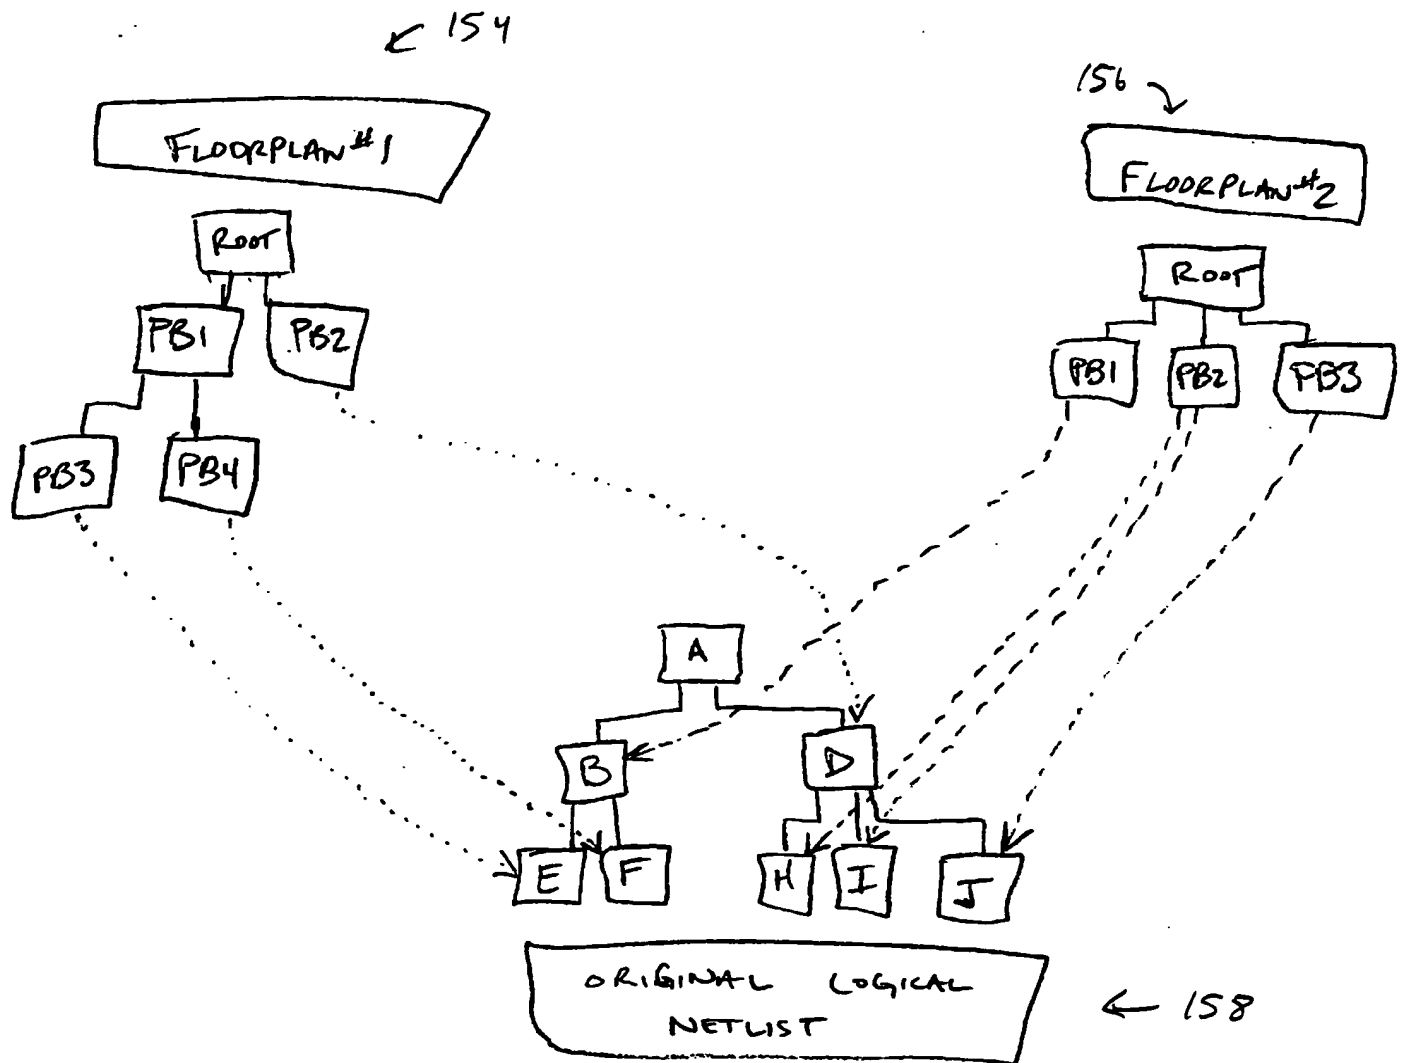 154
156
FLOORPLAN #1
FLOORPLAN #2
ROOT
ROOT
PB1
PB2
PB1
PB2
PB3
PB3
PB4
A
B
D
E
F
H
I
J
ORIGINAL LOGICAL
NETLIST
158